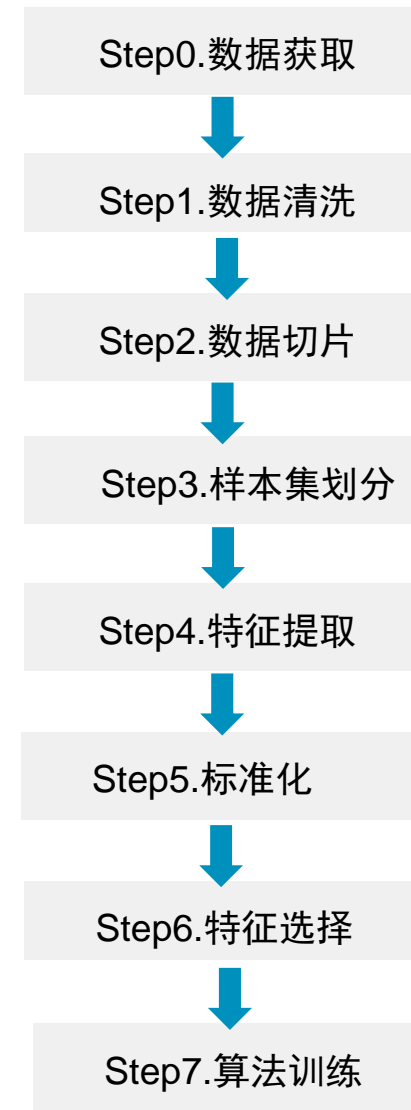 Step0.数据获取
Step1.数据清洗
Step2.数据切片
Step3.样本集划分
Step4.特征提取
Step5.标准化
Step6.特征选择
Step7.算法训练